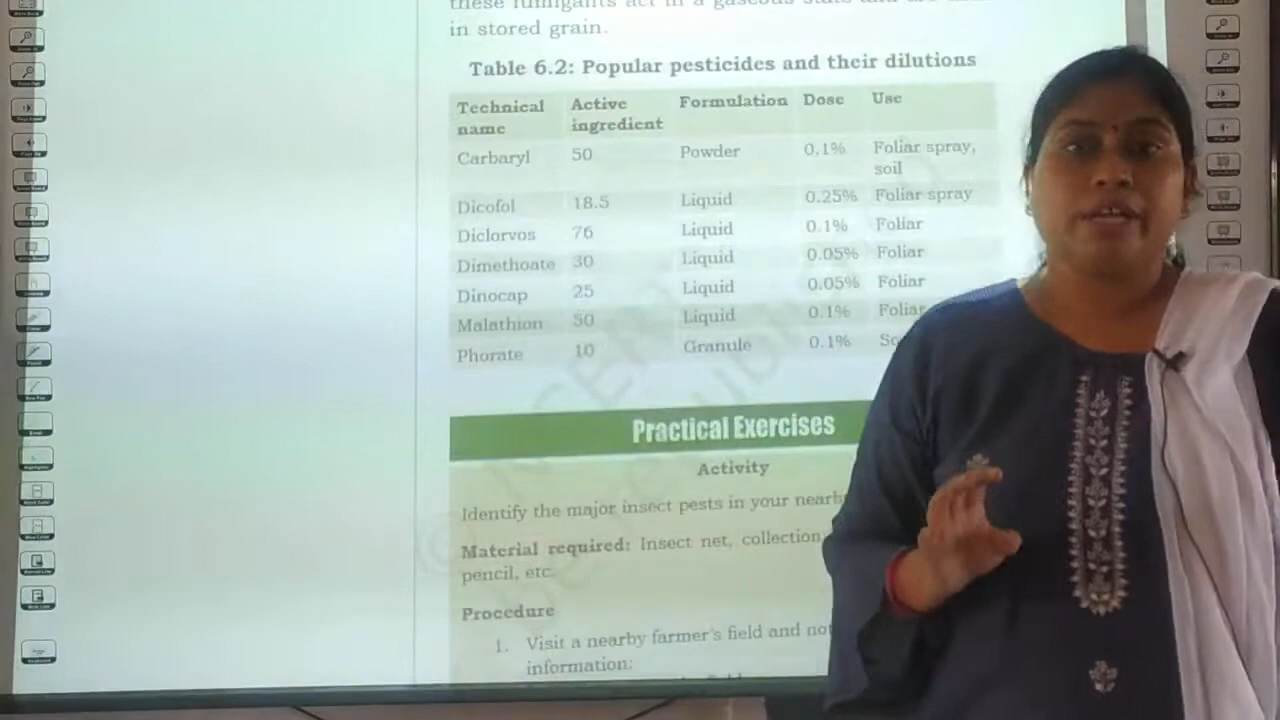 in stored grain.
Table 6.2: Popular pesticides and their dilutions
Technical name Active ingredient Formulation Dose Use
Carbaryl 50 Powder 0.1% Foliar spray, soil
Dicofol 18.5 Liquid 0.25% Foliar spray
Diclorvos 76 Liquid 0.1% Foliar
Dimethoate 30 Liquid 0.05% Foliar
Dinocap 25 Liquid 0.05% Foliar
Malathion 50 Liquid 0.1% Foliar
Phorate 10 Granule 0.1%
Practical Exercises
Activity
Identify the major insect pests in your
Material required: Insect net, collection
pencil, etc.
Procedure
1. Visit a nearby farmer's field and
information: